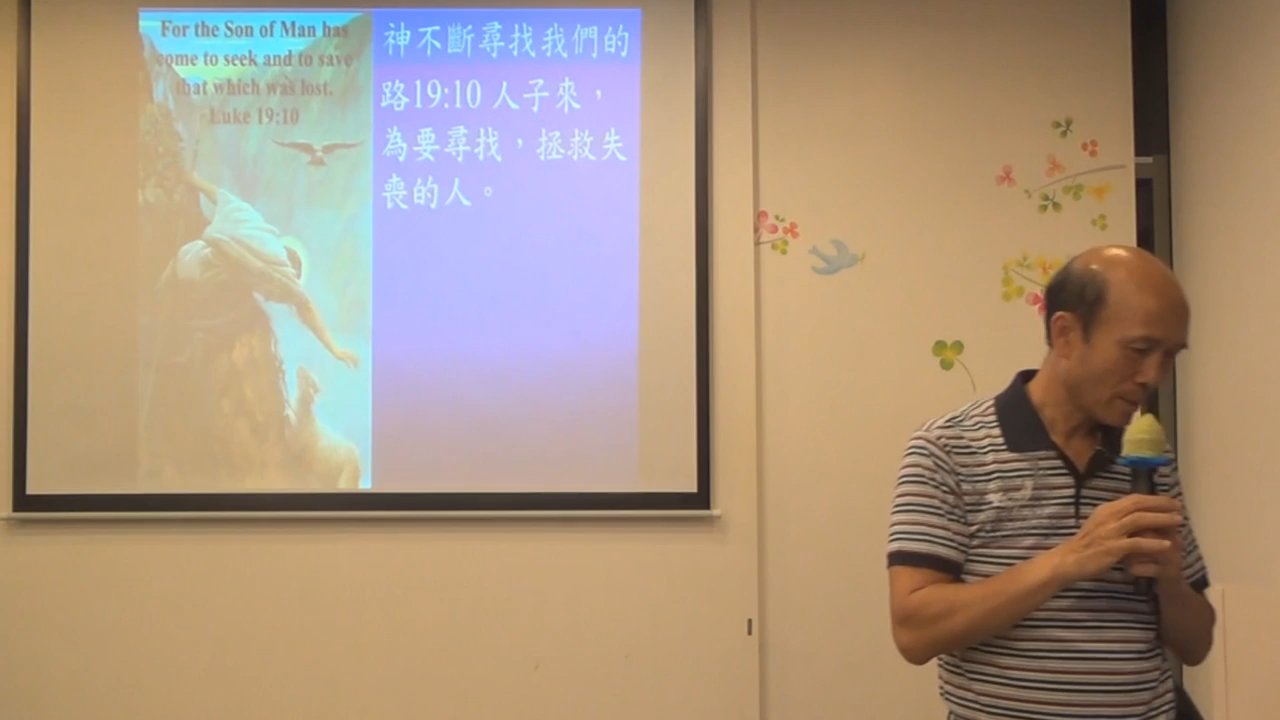 For the Son of Man has
come to seek and to save
that which was lost.
Luke 19:10
神不斷尋找我們的
路19:10 人子來，
為要尋找，拯救失
喪的人。